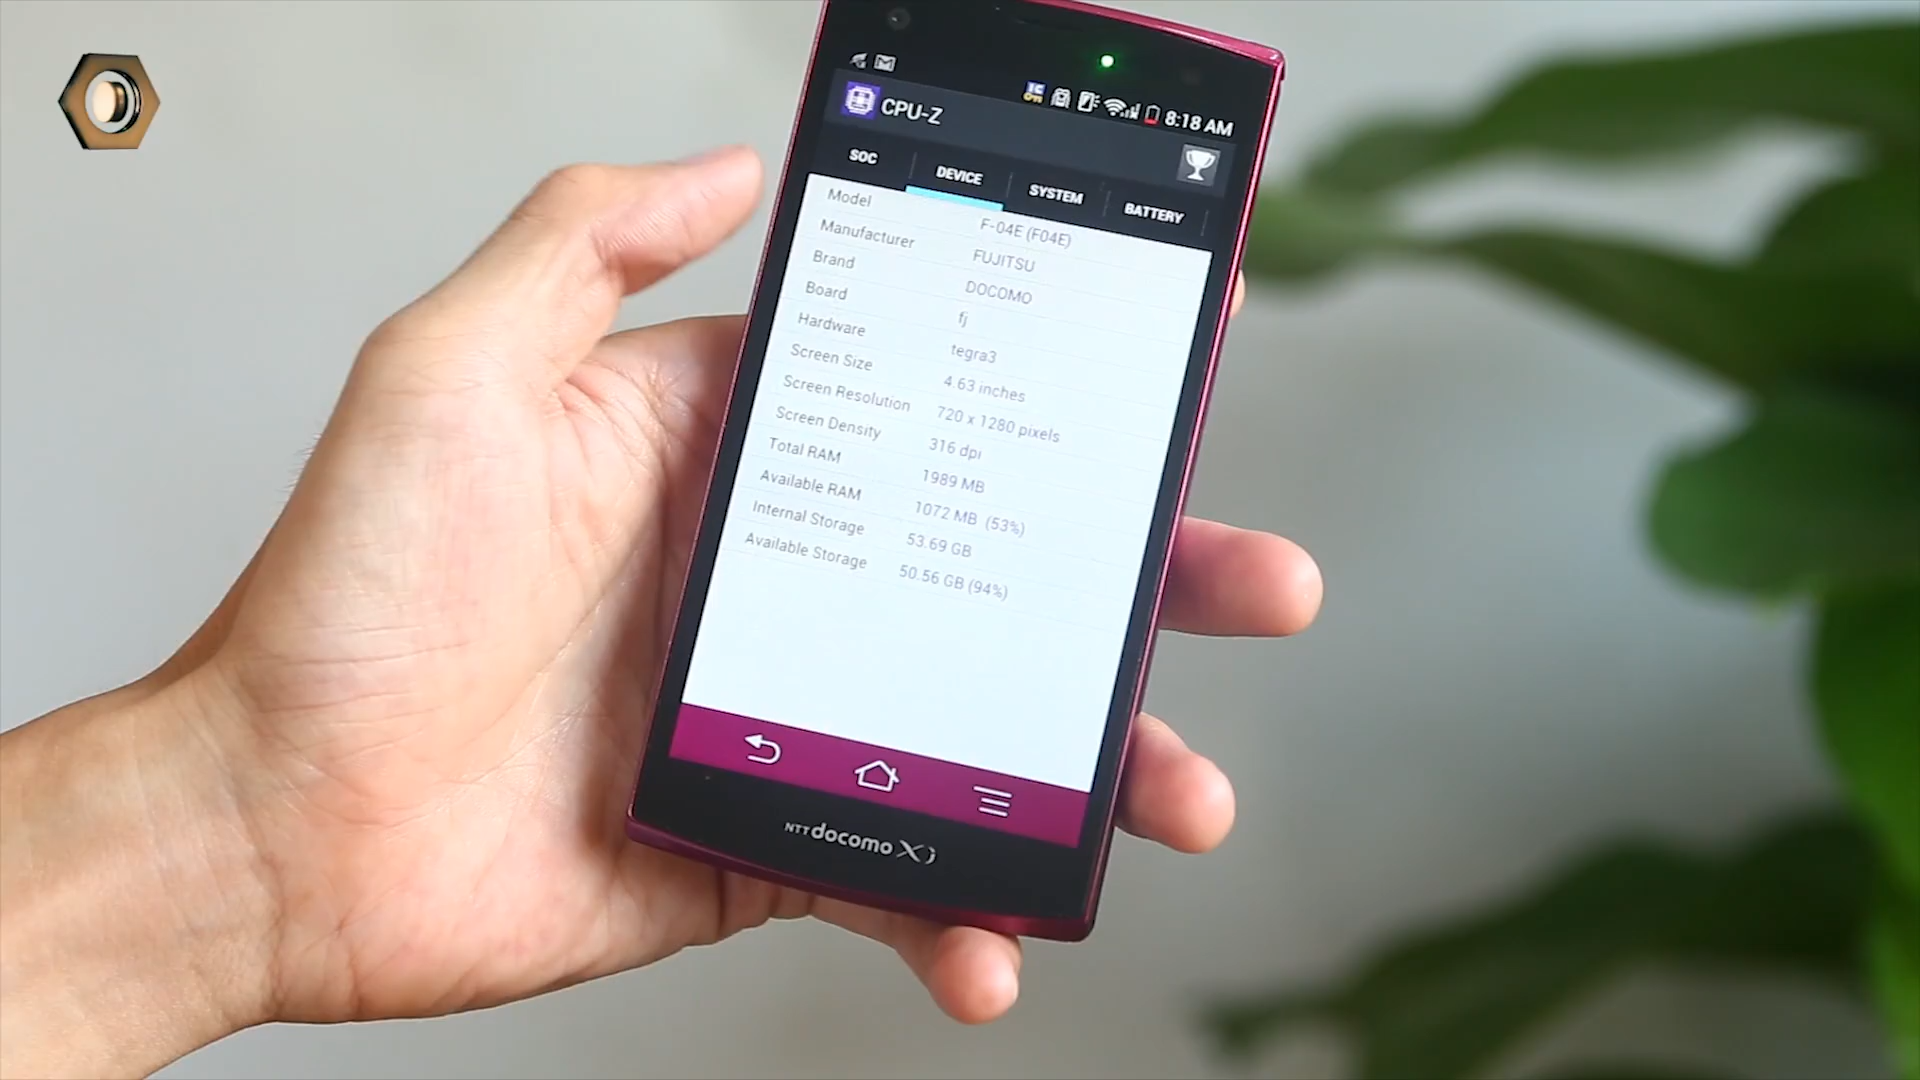 8:18 AM
CPU-Z
SOC DEVICE SYSTEM BATTERY
Model F-04E (F04E)
Manufacturer FUJITSU
Brand DOCOMO
Board fj
Hardware tegra3
Screen Size 4.63 inches
Screen Resolution 720 x 1280 pixels
Screen Density 316 dpi
Total RAM 1989 MB
Available RAM 1072 MB (53%)
Internal Storage 53.69 GB
Available Storage 50.56 GB (94%)
NTT docomo Xi